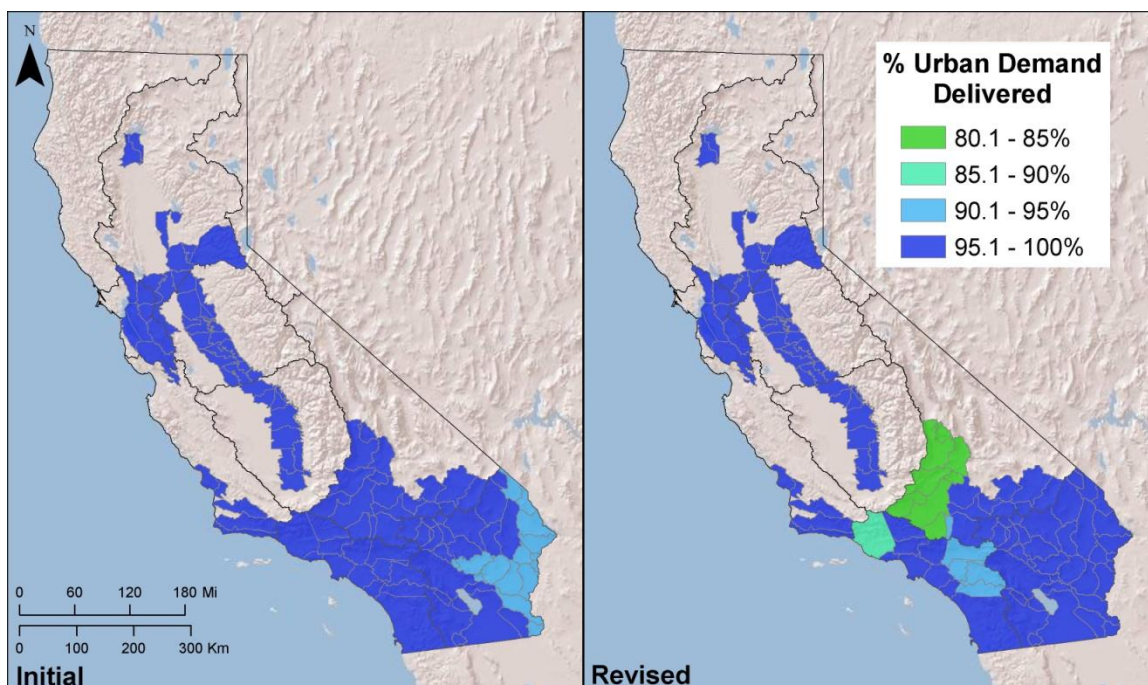 N
% Urban Demand
Delivered
80.1 - 85%
85.1 - 90%
90.1 - 95%
95.1 - 100%
0 60 120 180 Mi
0 100 200 300 Km
Initial
Revised